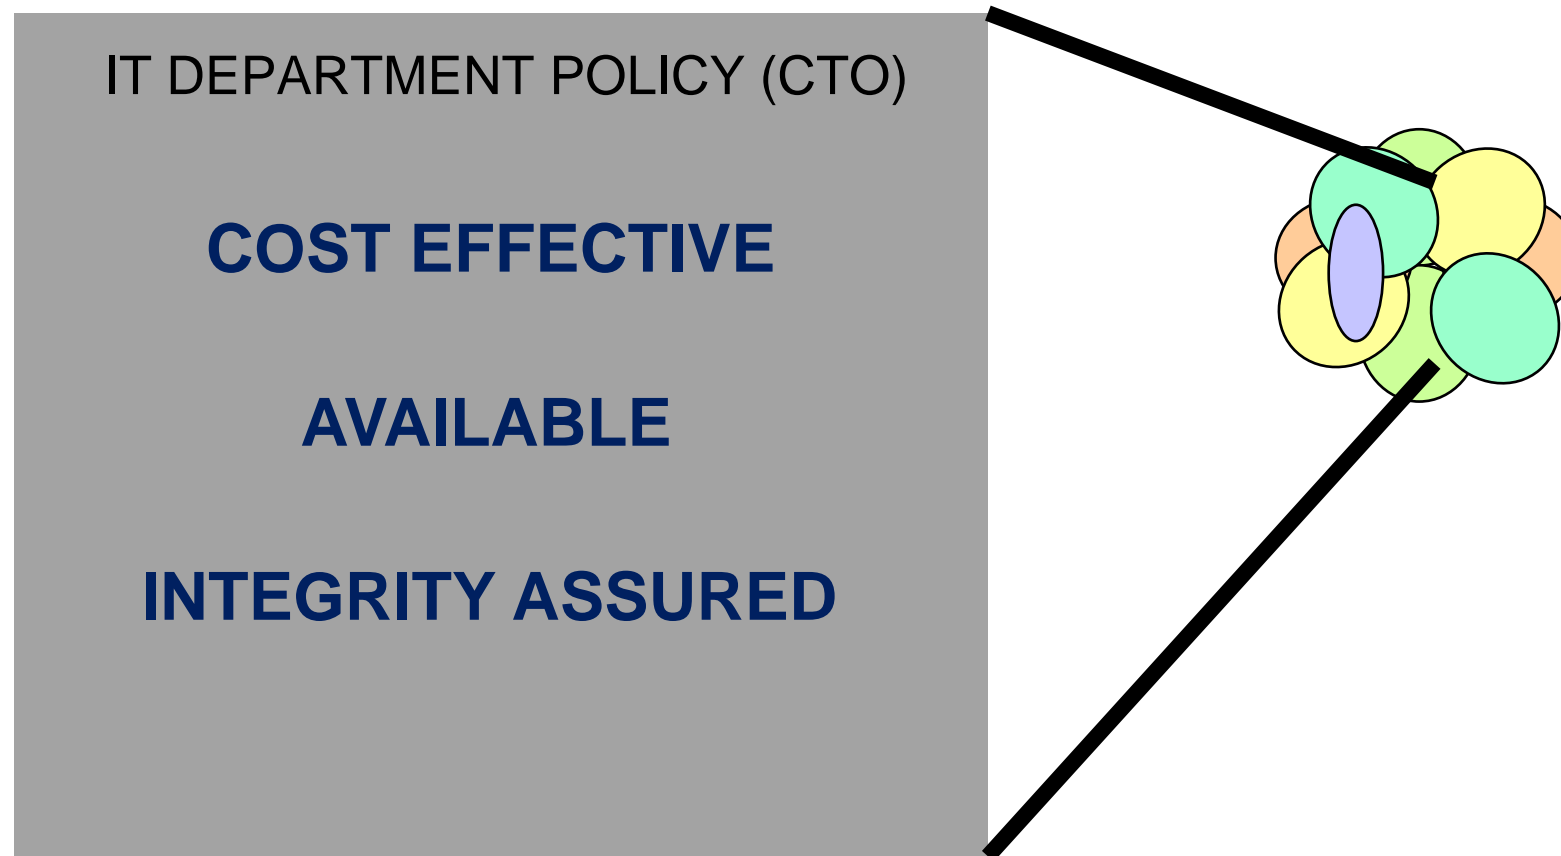 IT DEPARTMENT POLICY (CTO)
COST EFFECTIVE
AVAILABLE
INTEGRITY ASSURED